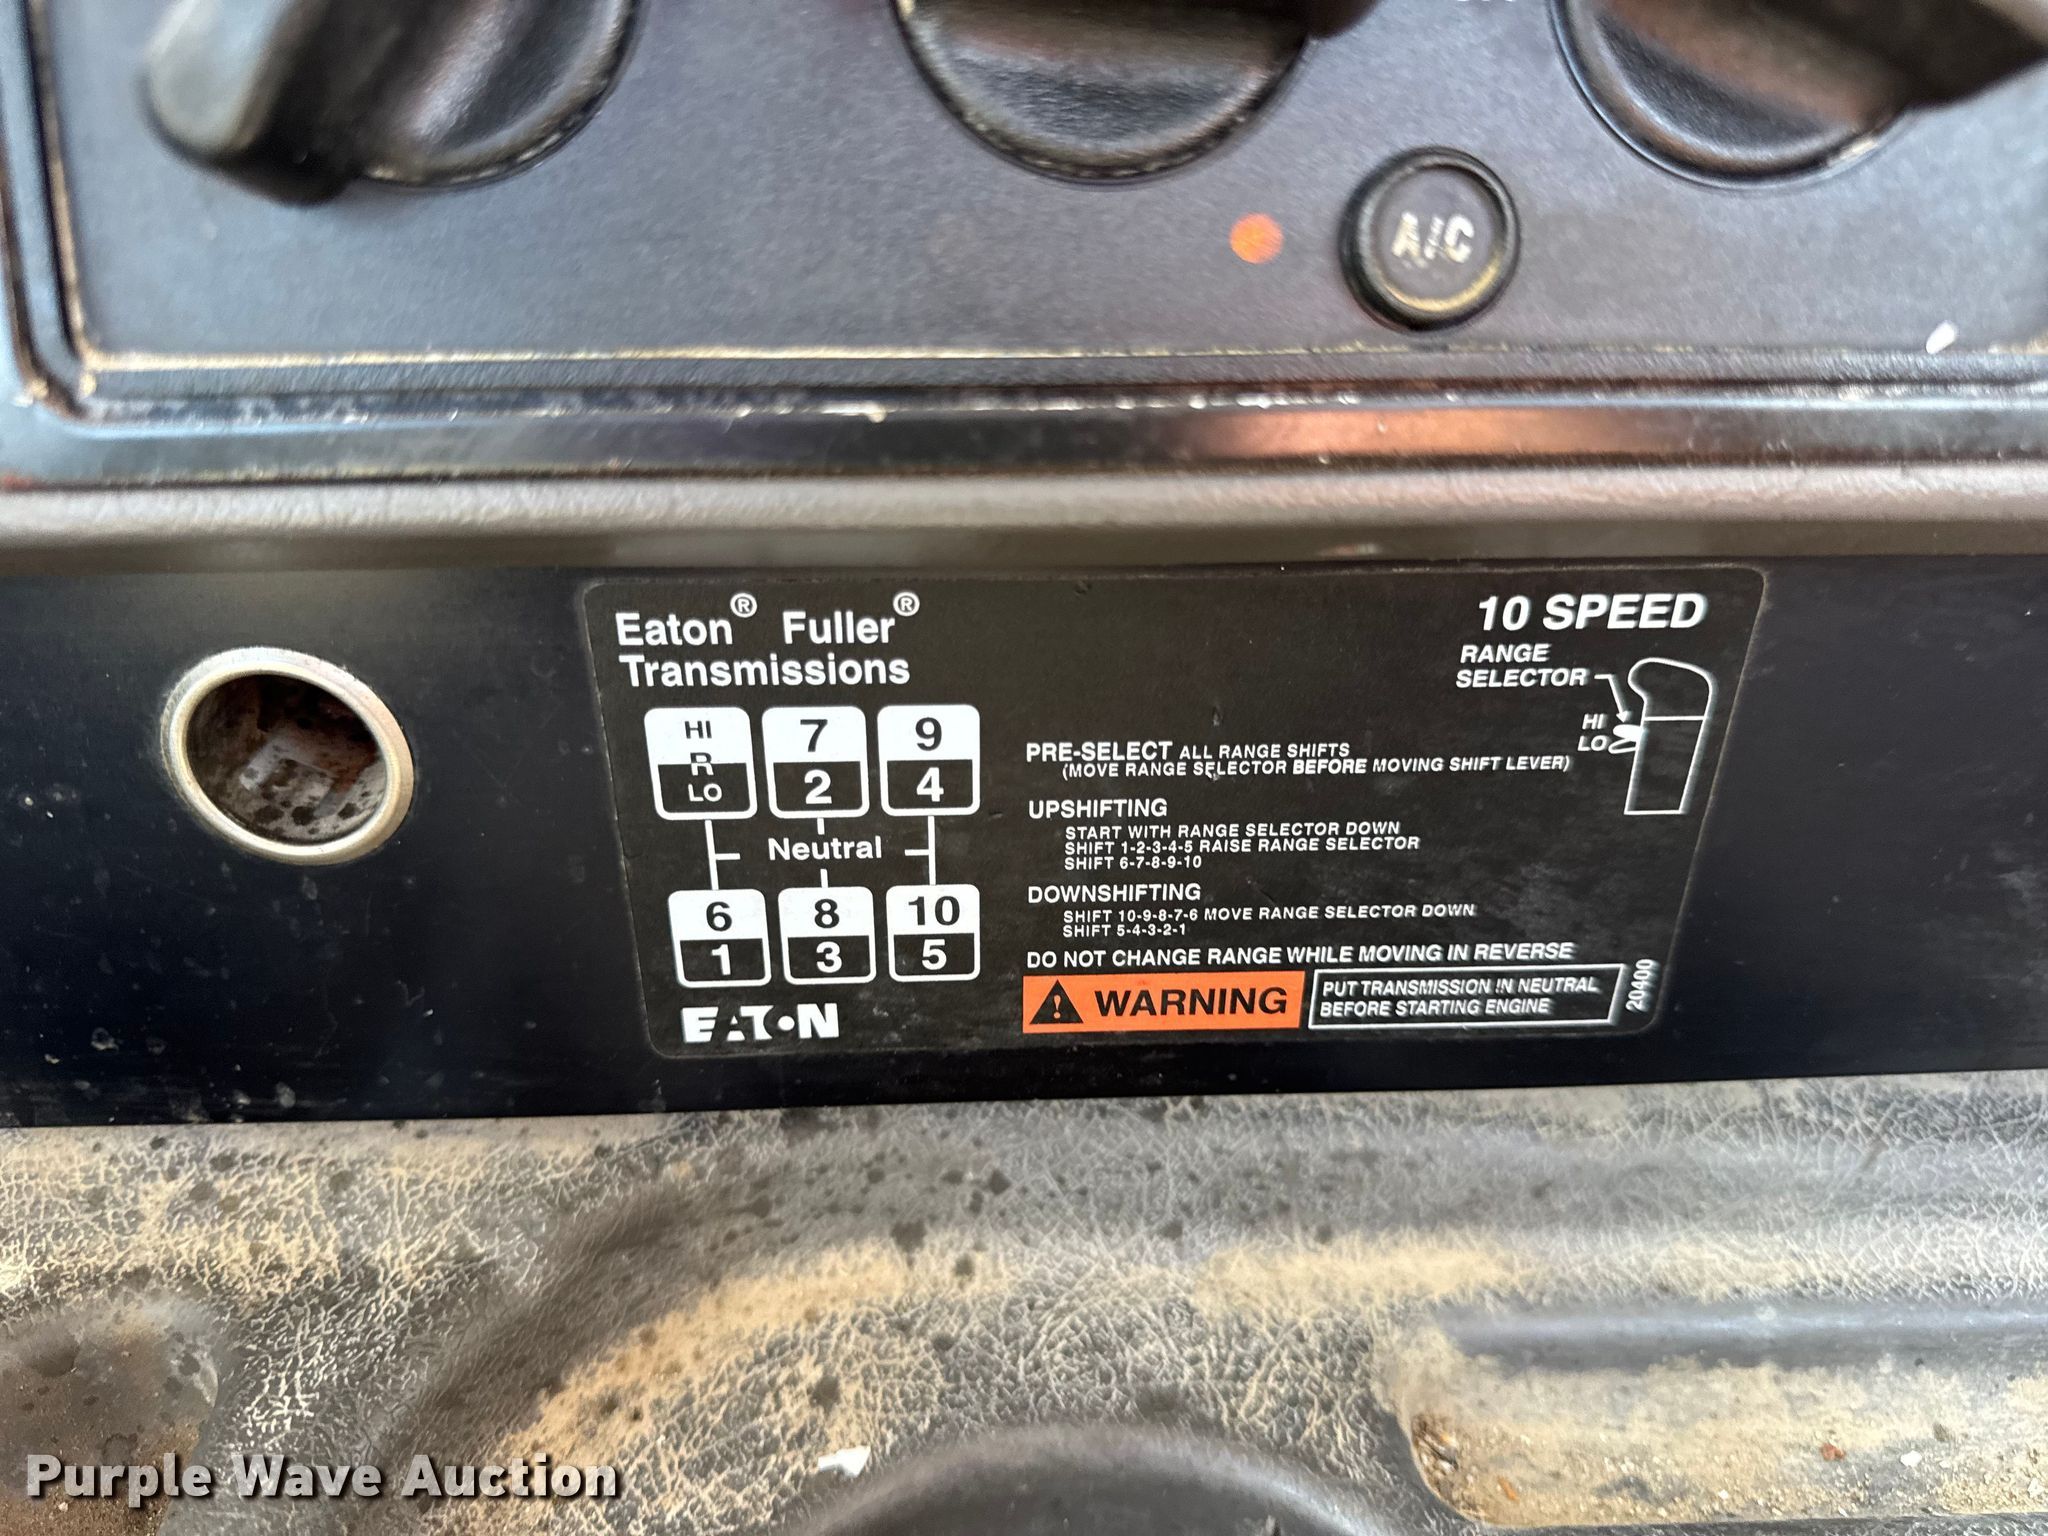 A/C
Eaton® Fuller®
Transmissions
10 SPEED
RANGE
SELECTOR
HI
LO
HI
R
LO
7
2
9
4
Neutral
6
1
8
3
10
5
EATON
PRE-SELECT ALL RANGE SHIFTS
(MOVE RANGE SELECTOR BEFORE MOVING SHIFT LEVER)
UPSHIFTING
START WITH RANGE SELECTOR DOWN
SHIFT 1-2-3-4-5 RAISE RANGE SELECTOR
SHIFT 6-7-8-9-10
DOWNSHIFTING
SHIFT 10-9-8-7-6 MOVE RANGE SELECTOR DOWN
SHIFT 5-4-3-2-1
DO NOT CHANGE RANGE WHILE MOVING IN REVERSE
WARNING
PUT TRANSMISSION IN NEUTRAL
BEFORE STARTING ENGINE
20400
Purple Wave Auction